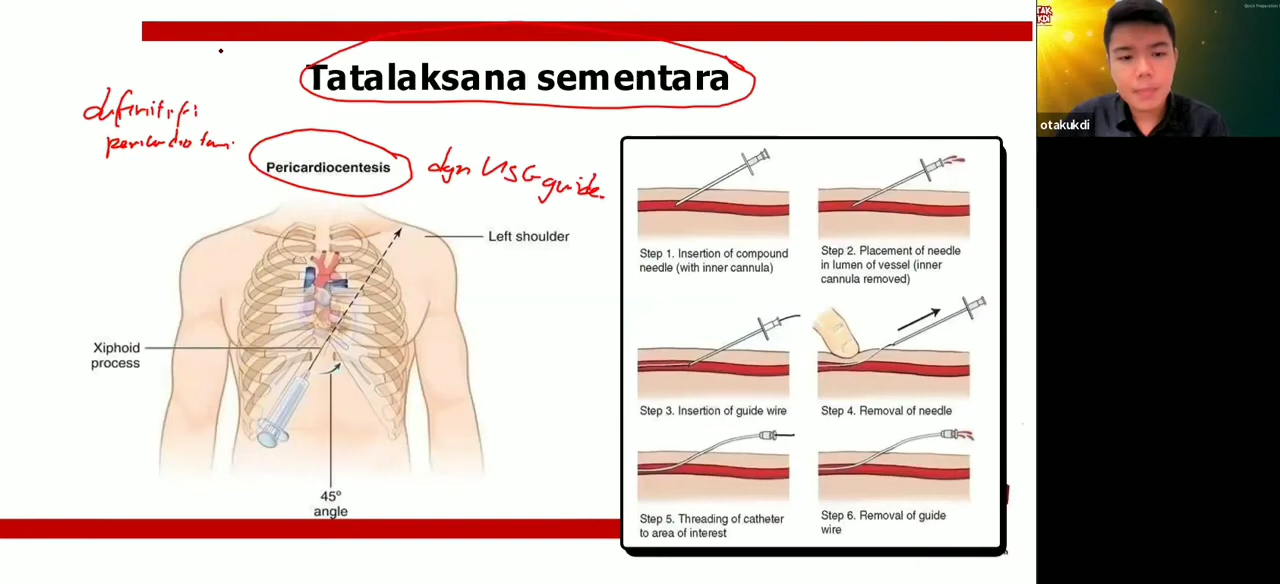 Tatalaksana sementara
definitif:
pericardiotomi
Pericardiocentesis
dgn USG guide.
Left shoulder
Xiphoid
process
45°
angle
Step 1. Insertion of compound
needle (with inner cannula)
Step 2. Placement of needle
in lumen of vessel (inner
cannula removed)
Step 3. Insertion of guide wire
Step 4. Removal of needle
Step 5. Threading of catheter
to area of interest
Step 6. Removal of guide
wire
otakukdi